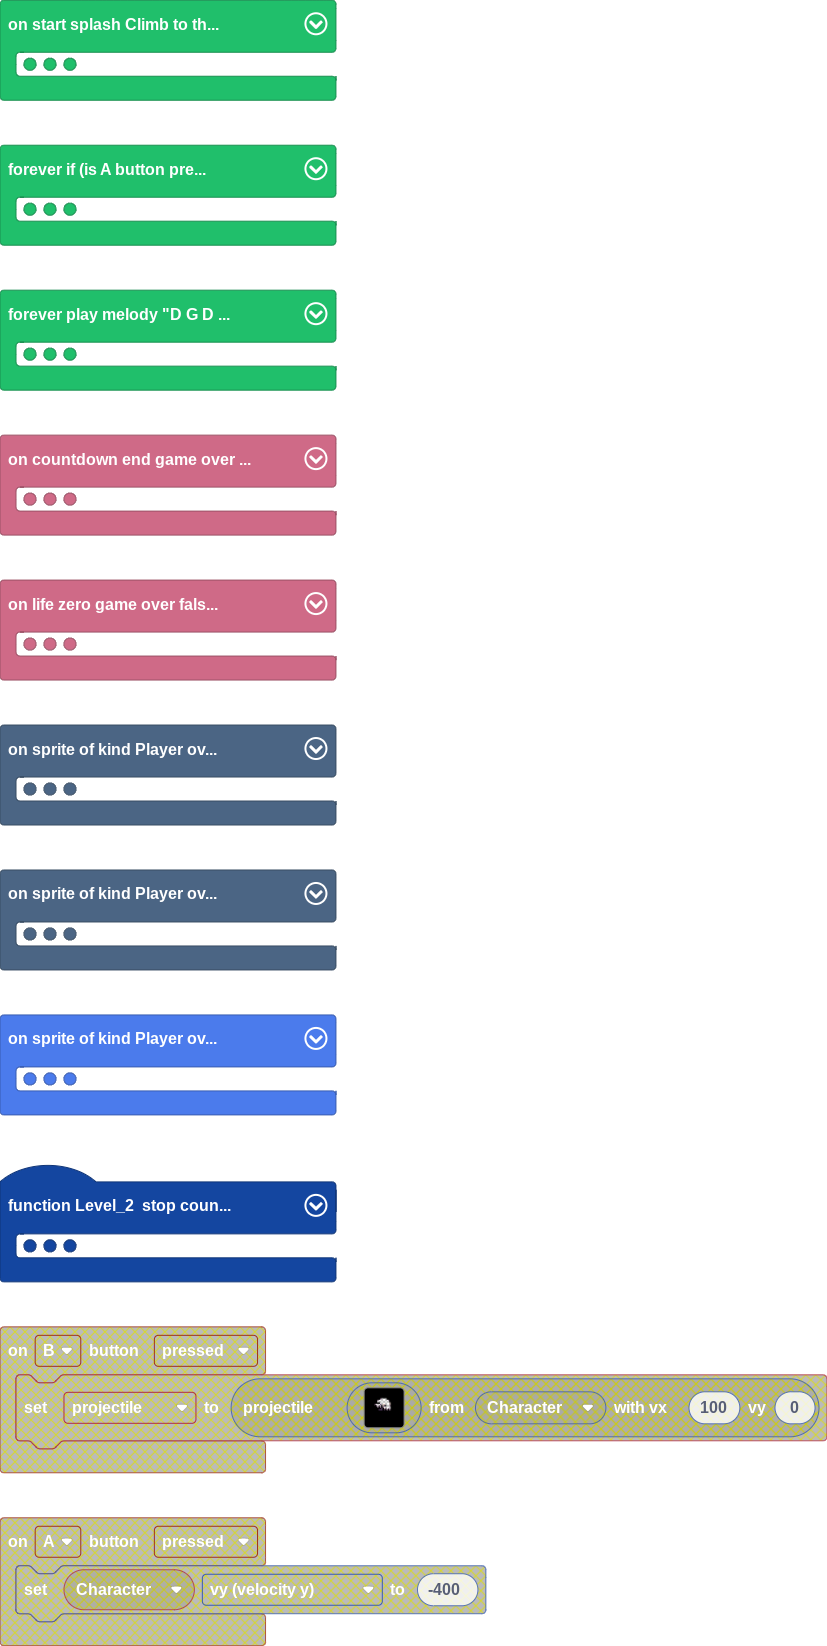 on start splash Climb to th...
forever if (is A button pre...
forever play melody "D G D ...
on countdown end game over ...
on life zero game over fals...
on sprite of kind Player ov...
on sprite of kind Player ov...
on sprite of kind Player ov...
function Level_2  stop coun...
on B button pressed
set projectile to projectile from Character with vx 100 vy 0
on A button pressed
set Character vy (velocity y) to -400